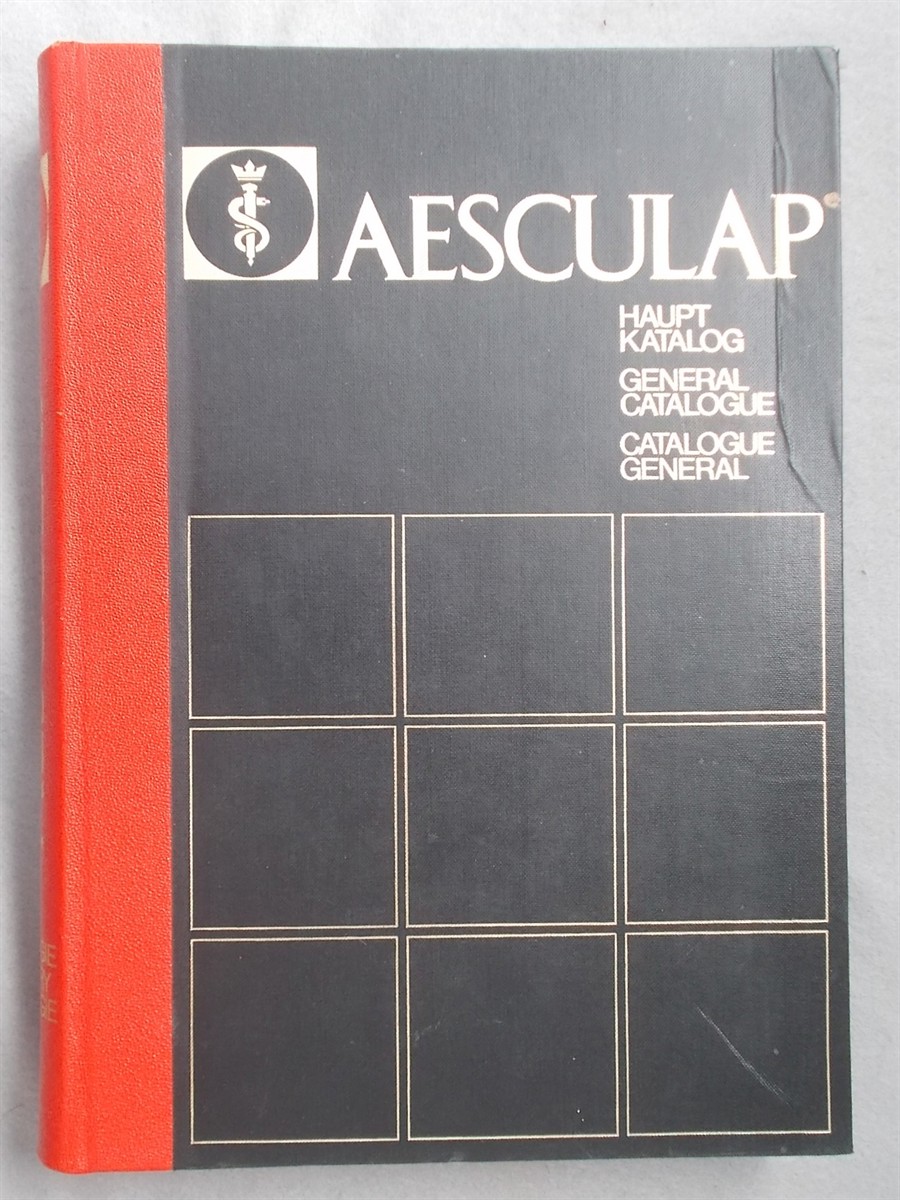 AESCULAP®
HAUPT
KATALOG
GENERAL
CATALOGUE
CATALOGUE
GENERAL